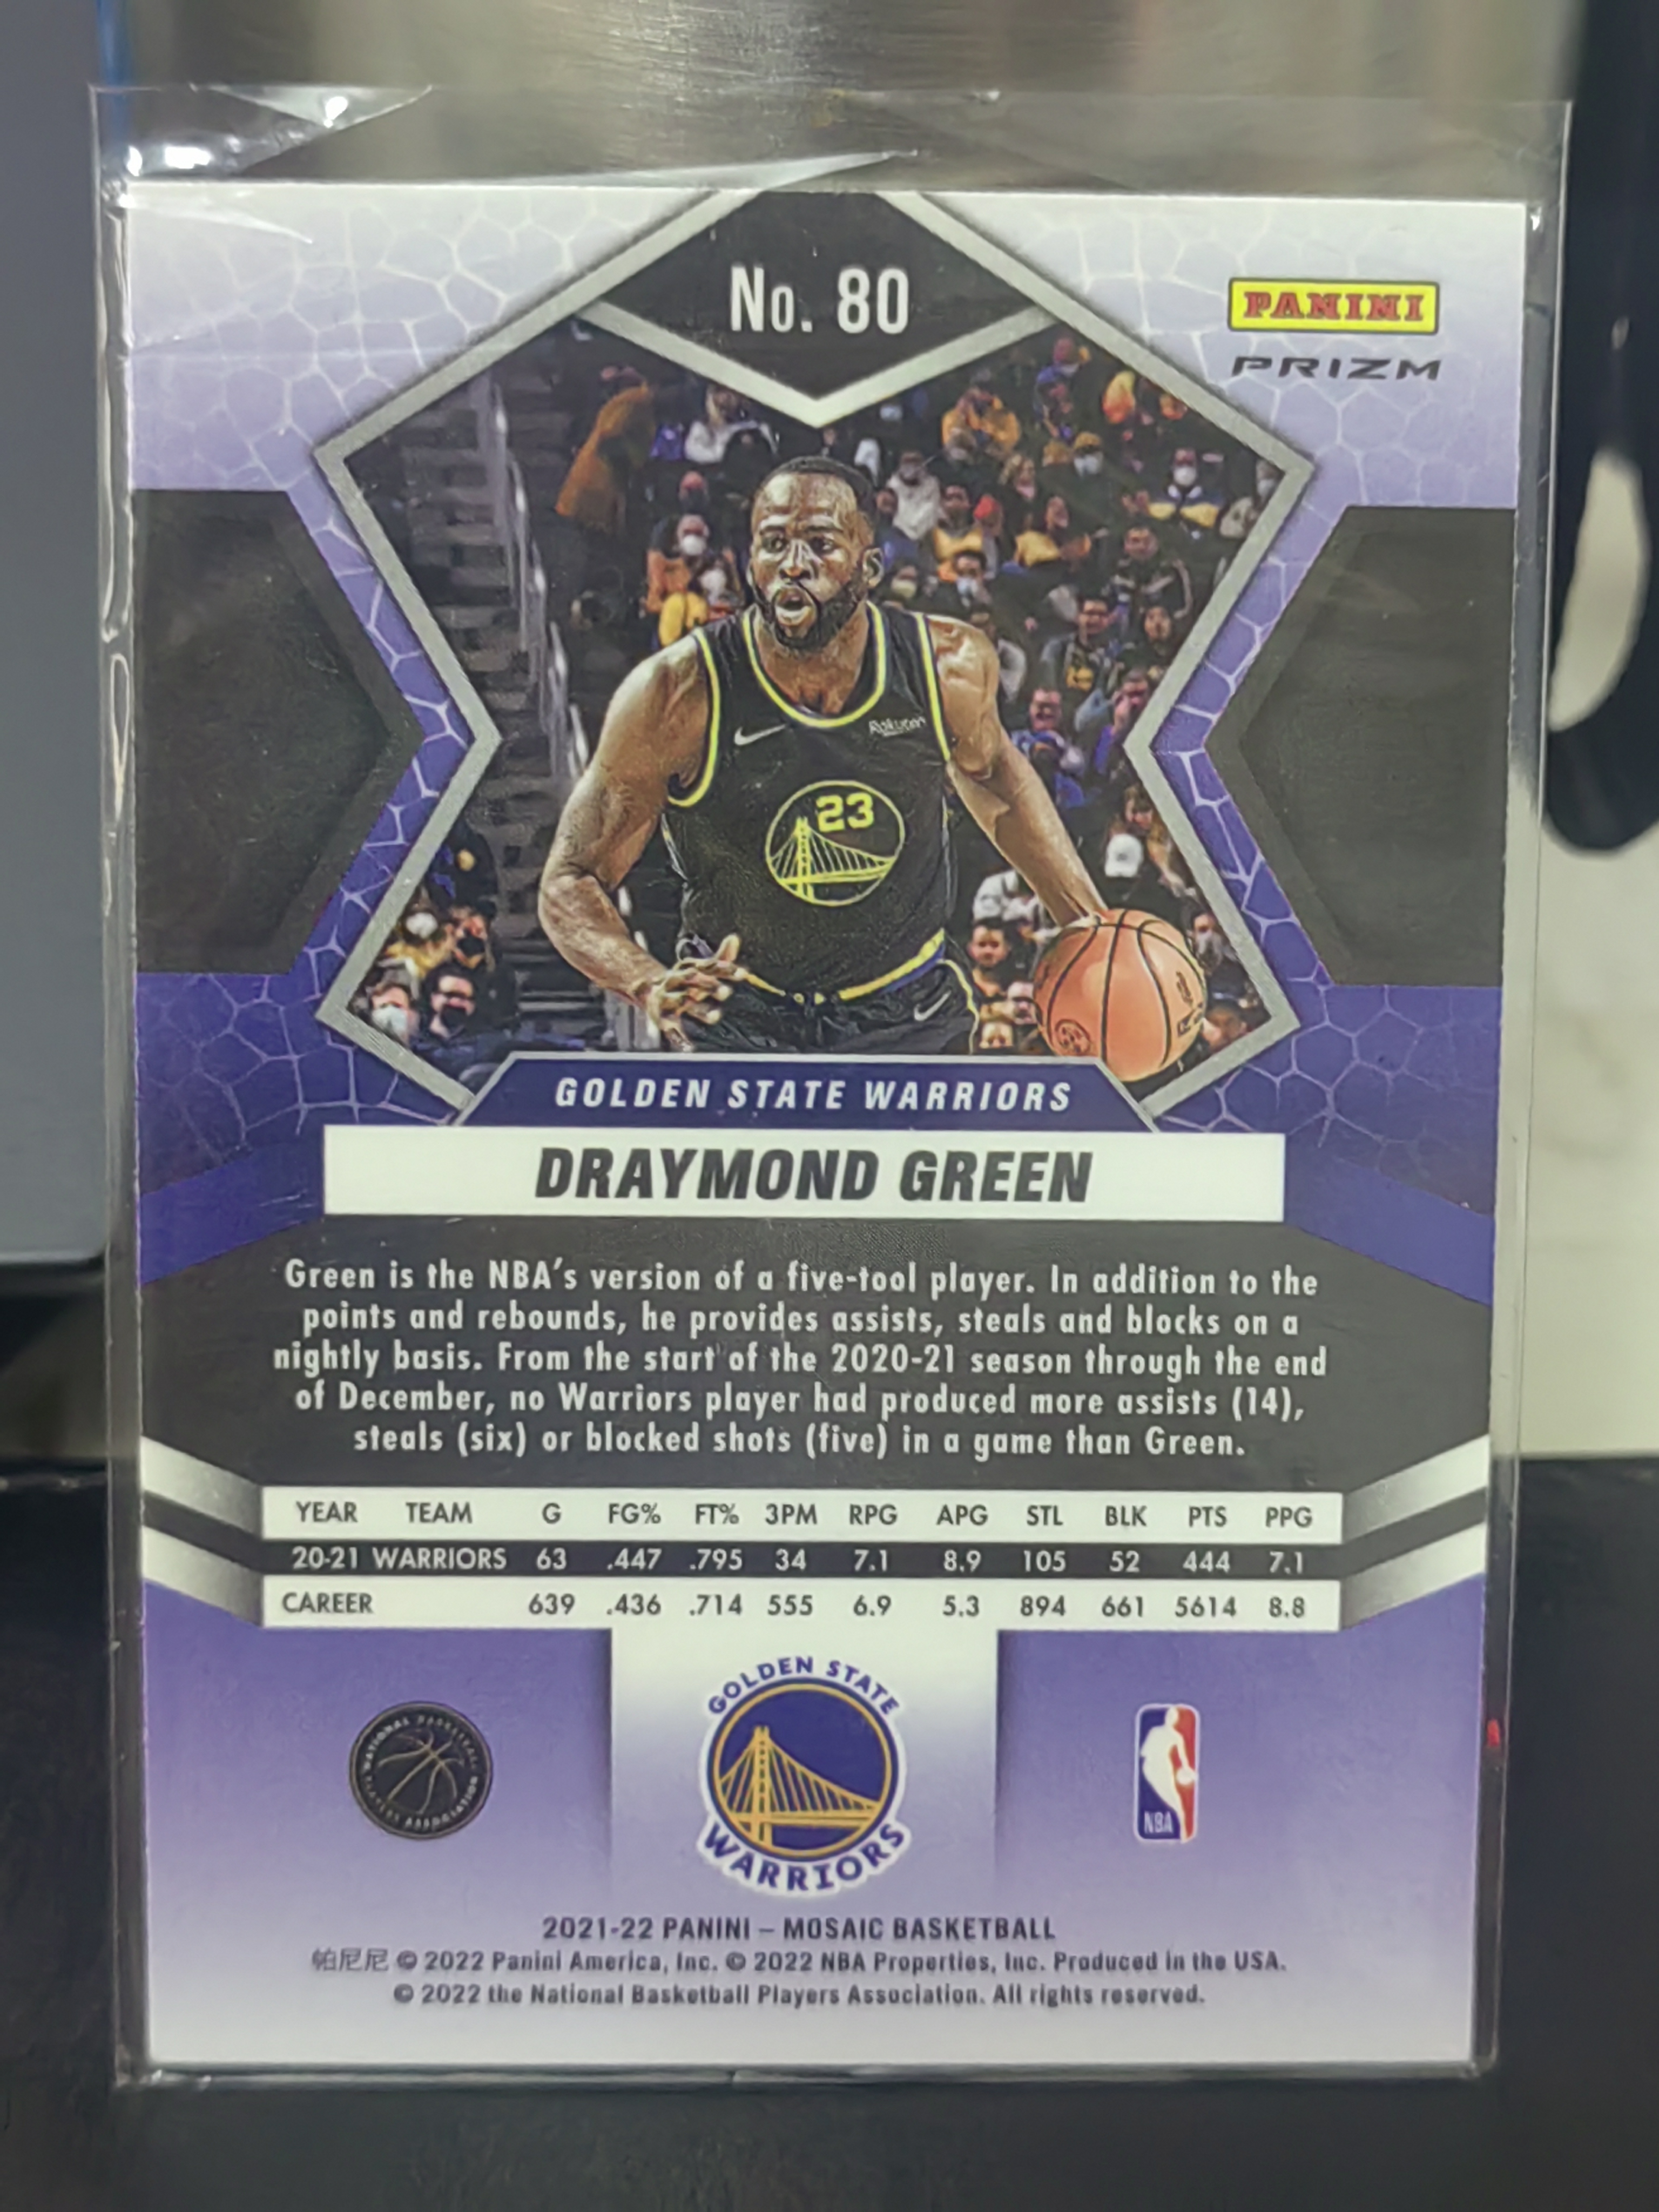 No. 80
PANINI
PRIZM
Rakuten
23
GOLDEN STATE WARRIORS
DRAYMOND GREEN
Green is the NBA's version of a five-tool player. In addition to the
points and rebounds, he provides assists, steals and blocks on a
nightly basis. From the start of the 2020-21 season through the end
of December, no Warriors player had produced more assists (14),
steals (six) or blocked shots (five) in a game than Green.
YEAR TEAM G FG% FT% 3PM RPG APG STL BLK PTS PPG
20-21 WARRIORS 63 .447 .795 34 7.1 8.9 105 52 444 7.1
CAREER 639 .436 .714 555 6.9 5.3 894 661 5614 8.8
NATIONAL BASKETBALL
PLAYERS ASSOCIATION
GOLDEN STATE
WARRIORS
NBA
2021-22 PANINI – MOSAIC BASKETBALL
帕尼尼 © 2022 Panini America, Inc. © 2022 NBA Properties, Inc. Produced in the USA.
© 2022 the National Basketball Players Association. All rights reserved.